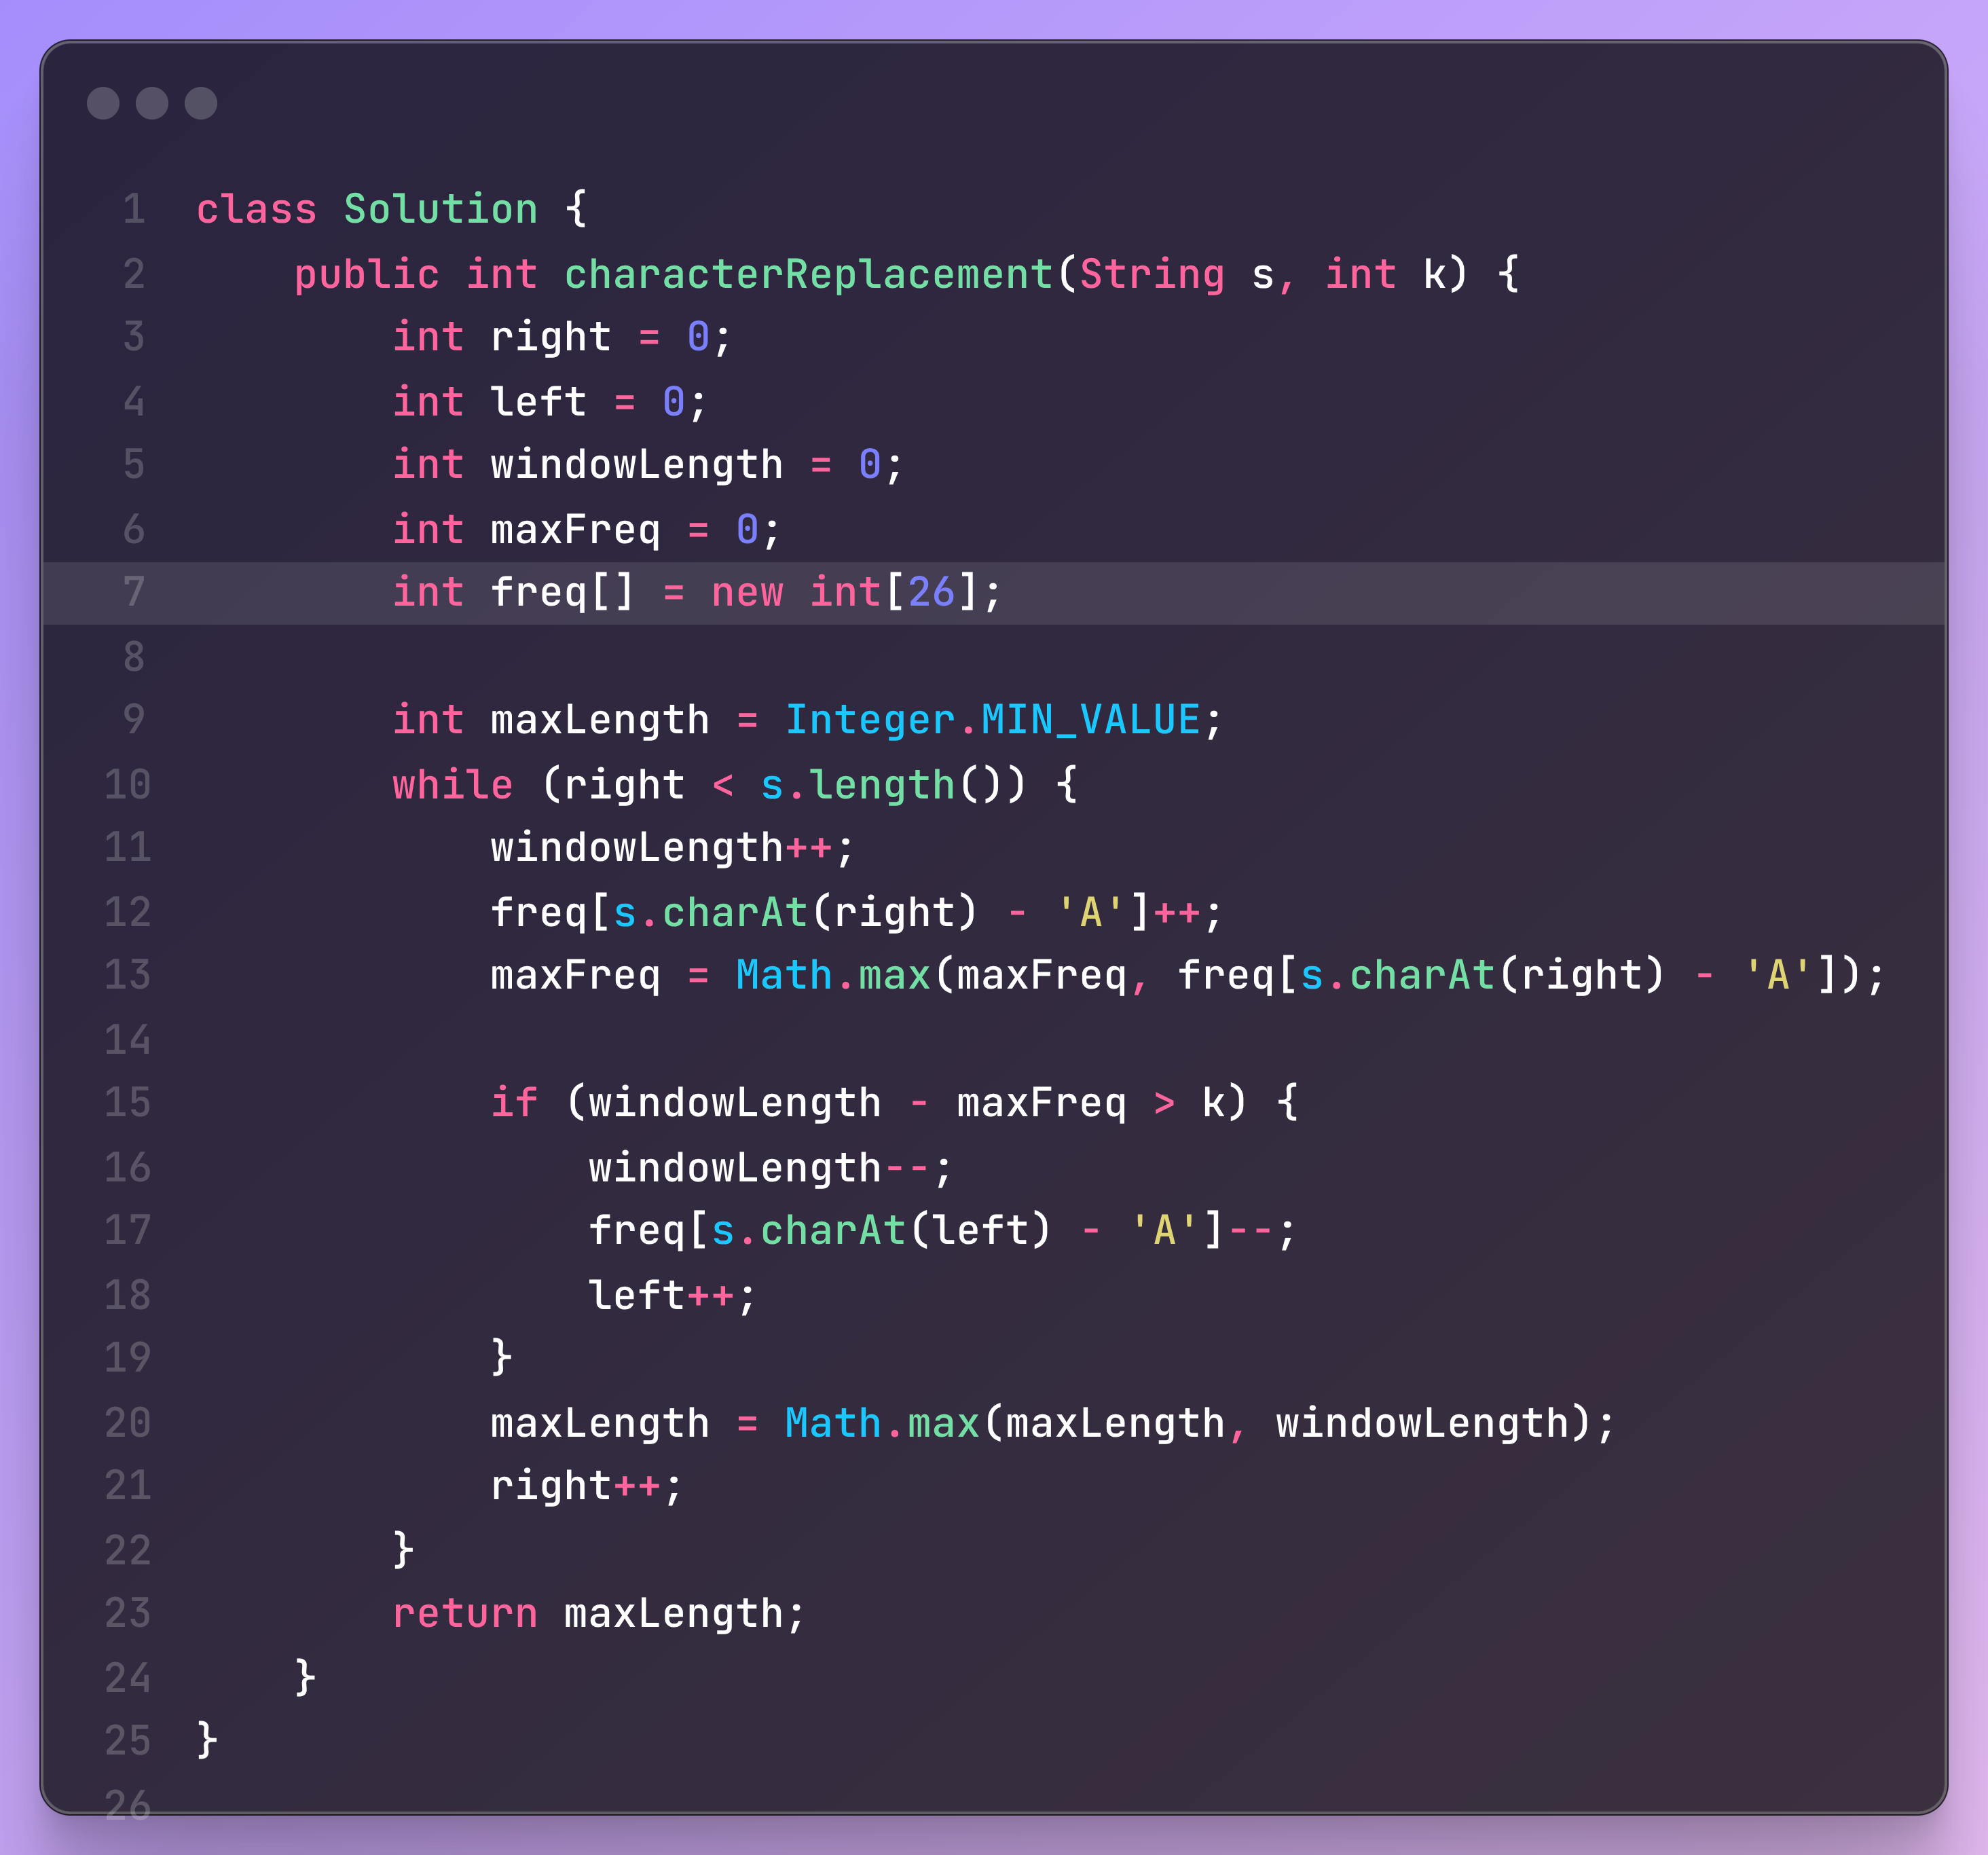 1 class Solution {
2     public int characterReplacement(String s, int k) {
3         int right = 0;
4         int left = 0;
5         int windowLength = 0;
6         int maxFreq = 0;
7         int freq[] = new int[26];
8
9         int maxLength = Integer.MIN_VALUE;
10         while (right < s.length()) {
11             windowLength++;
12             freq[s.charAt(right) - 'A']++;
13             maxFreq = Math.max(maxFreq, freq[s.charAt(right) - 'A']);
14
15             if (windowLength - maxFreq > k) {
16                 windowLength--;
17                 freq[s.charAt(left) - 'A']--;
18                 left++;
19             }
20             maxLength = Math.max(maxLength, windowLength);
21             right++;
22         }
23         return maxLength;
24     }
25 }
26